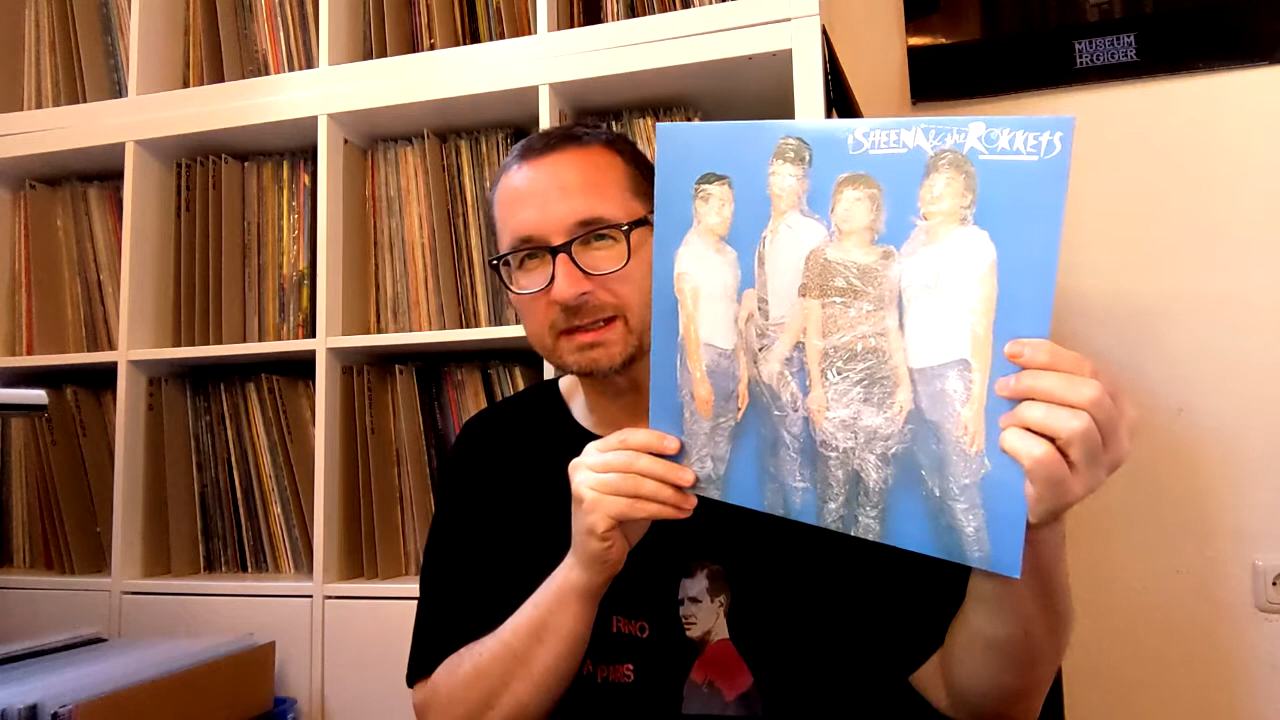 MUSEUM
HR GIGER
SHEENA & the ROKKETS
RNO
A PARIS